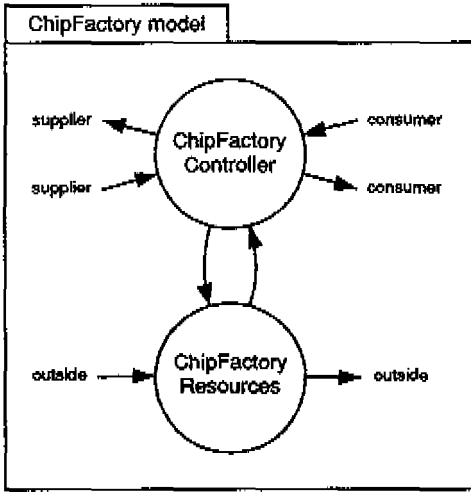 ChipFactory model
supplier
consumer
ChipFactory
Controller
supplier
consumer
ChipFactory
Resources
outside
outside